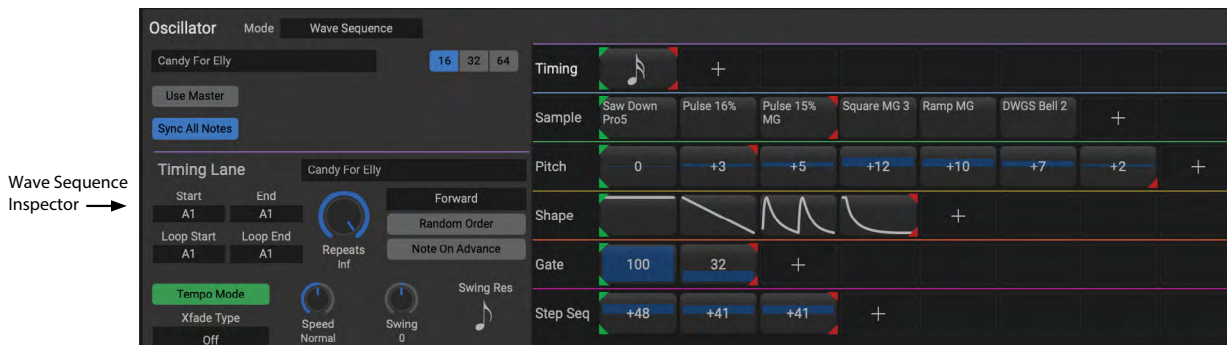 Oscillator Mode Wave Sequence
Candy For Elly 16 32 64
Use Master
Sync All Notes
Wave Sequence
Inspector
Timing Lane Candy For Elly
Start End
A1 A1
Loop Start Loop End
A1 A1
Repeats
Inf
Forward
Random Order
Note On Advance
Tempo Mode
Xfade Type
Off
Speed
Normal
Swing
0
Swing Res
Timing +
Sample Saw Down Pro5 Pulse 16% Pulse 15% MG Square MG 3 Ramp MG DWGS Bell 2 +
Pitch 0 +3 +5 +12 +10 +7 +2 +
Shape +
Gate 100 32 +
Step Seq +48 +41 +41 +